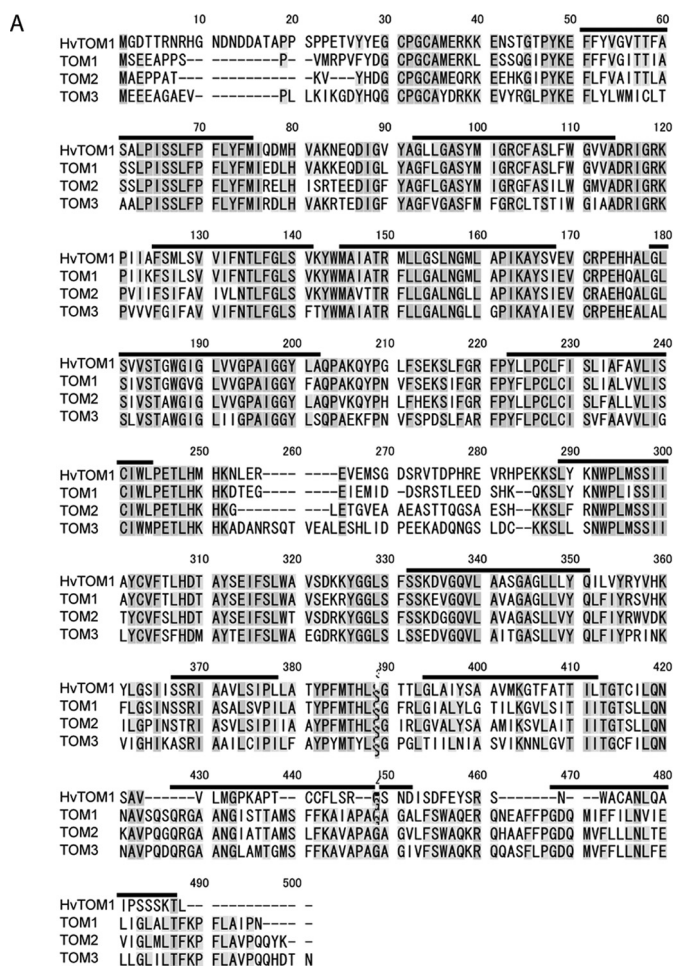 A
10 20 30 40 50 60
HvTOM1 MGDTTRNRHG NDNDDATAPP SPPETVYYEG CPGCAMERKK ENSTGTPYKE FFYVGVTTFA
TOM1 MSEEAPPS-- ---------P- VMRPVFYDG CPGCAMERKL ESSQGIPYKE FFFVGITTIA
TOM2 MAEPPAT--- ---------- --KV---YHDG CPGCAMEQRK EEHKGIPYKE FLFVAITTLA
TOM3 MEEEAGAEV- --------PL LKIKGDYHQG CPGCAYDRKK EVYRGLPYKE FLYLWMICLT
70 80 90 100 110 120
HvTOM1 SALPISSLFP FLYFMIQDMH VAKNEQDIGV YAGLLGASYM IGRCFASLFW GVVADRIGRK
TOM1 SSLPISSLFP FLYFMIEDLH VAKKEQDIGL YAGFLGASYM IGRCFASLFW GVVADRIGRK
TOM2 SSLPISSLFP FLYFMIRELH ISRTEEDIGF YAGFLGASYM IGRGFASILW GMVADRIGRK
TOM3 AALPISSLFP FLYFMIRDLH VAKRTEDIGF YAGFVGASFM FGRCLTSTIW GIAADRIGRK
130 140 150 160 170 180
HvTOM1 PIIAFSMLSV VIFNTLFGLS VKYWMAIATR MLLGSLNGML APIKAYSVEV CRPEHHALGL
TOM1 PIIKFSILSV VIFNTLFGLS VKYWMAIATR FLLGALNGLL APIKAYSIEV CRPEHQALGL
TOM2 PVIIFSIFAV IVLNTLFGLS VKYWMAVTTR FLLGALNGLL APIKAYSIEV CRAEHQALGL
TOM3 PVVVFGIFAV VIFNTLFGLS FTYWMAIATR FLLGALNGLL GPIKAYAIEV CRPEHEALAL
190 200 210 220 230 240
HvTOM1 SVVSTGWGIG LVVGPAIGGY LAQPAKQYPG LFSEKSLFGR FPYLLPCLFI SLIAFAVLIS
TOM1 SIVSTGWGVG LVVGPAIGGY LAQPAKQYPN VFSEKSIFGR FPYFLPCLCI SLIALVVLIS
TOM2 SIVSTAWGIG LVVGPAIGGY LAQPVKQYPH LFHEKSIFGR FPYLLPCLCI SLFALLVLIS
TOM3 SLVSTAWGIG LIIGPAIGGY LSQPAEKFPN VFSPDSLFAR FPYFLPCLCI SVFAAVVLIG
250 260 270 280 290 300
HvTOM1 CIWLPETLHM HKNLER---- -----EVEMSG DSRVTDPHRE VRHPEKKSLY KNWPLMSSII
TOM1 CIWMPETLHK HKDTEG---- -----EIEMID -DSRSTLEED SHK--QKSLY KNWPLISSII
TOM2 CIWMPETLHK HKG------- ----LETGVEA AEASTTQGSA ESH--KKSLF RNWPLMSSII
TOM3 CIWMPETLHK HKADANRSQT VEALESHLID PEEKADQNGS LDC--KKSLL SNWPLMSSII
310 320 330 340 350 360
HvTOM1 AYCVFTLHDT AYSEIFSLWA VSDKKYGGLS FSSKDVGQVL AASGAGLLLY QILVYRYVHK
TOM1 AYCVFTLHDT AYSEIFSLWA VSEKRYGGLS FSSKEVGQVL AVAGAGLLVY QLFIYRSVHK
TOM2 TYCVFSLHDT AYSEIFSLWT VSDRKYGGLS FSSKDGGQVL AVAGAGLLVY QLFIYRWVDK
TOM3 LYCVFSFHDM AYTEIFSLWA EGDRKYGGLS LSSEDVGQVL AITGASLLVY QLFIYPRINK
370 380 390 400 410 420
HvTOM1 YLGSIISSRI AAVLSIPLLA TYPFMTHLSG TTLGLAIYSA AVMKGTFATT ILTGTCILQN
TOM1 FLGSINSSRI ASALSVPILA AYPFMTHLSG FRLGIALYLG TILKGVLSIT IITGTSLLQN
TOM2 ILGPINSTRI ASVLSIPIIA AYPFMTHLSG IRLGVALYSA AMIKSVLAIT IITGTSLLQN
TOM3 VIGHIKASRI AAILCIPILF AYPYMTYLSG PGLTIILNIA SVIKNNLGVT IITGCFILQN
430 440 450 460 470 480
HvTOM1 SAV------V LMGPKAPT CCFLSR--GS NDISDFEYSR S-------N- -WACANLQA
TOM1 NAVSQSQRGA ANGISTTAMS FFKAIAPAGA GALFSWAQER QNEAFFPGDQ MIFFILNVIE
TOM2 KAVPQGQRGA ANGIATTAMS LFKAVAPAGA GVLFSWAQKR QHAAFFPGDQ MVFLLLNLTE
TOM3 NAVPQDQRGA ANGLAMTGMS FFKAVAPAGA GIVFSWAQKR QQASFLPGDQ MVFLLLNLFE
490 500
HvTOM1 IPSSSKTL-- ---------- -
TOM1 LIGLALTFKP FLAIPN---- -
TOM2 VIGLMLTFKP FLAVPQQYK- -
TOM3 LLGLILTFKP FLAVPQQHDT N